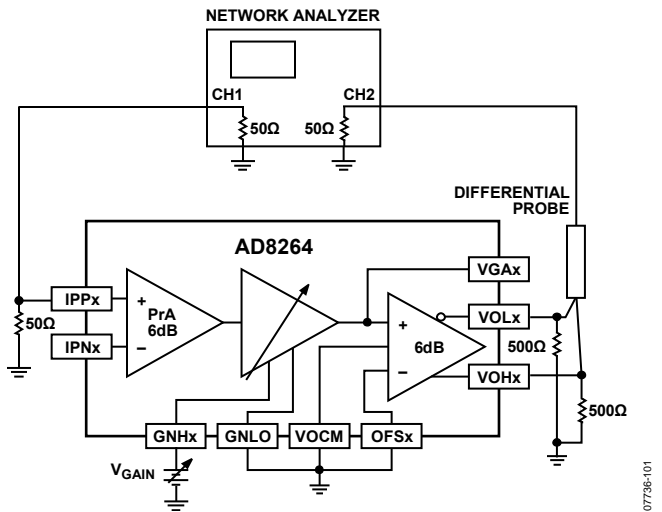 NETWORK ANALYZER
CH1
CH2
50Ω
50Ω
DIFFERENTIAL
PROBE
AD8264
VGAx
IPPx
+
PrA
6dB
–
+
6dB
–
VOLx
50Ω
IPNx
500Ω
VOHx
500Ω
GNHx
GNLO
VOCM
OFSx
VGAIN
07736-101